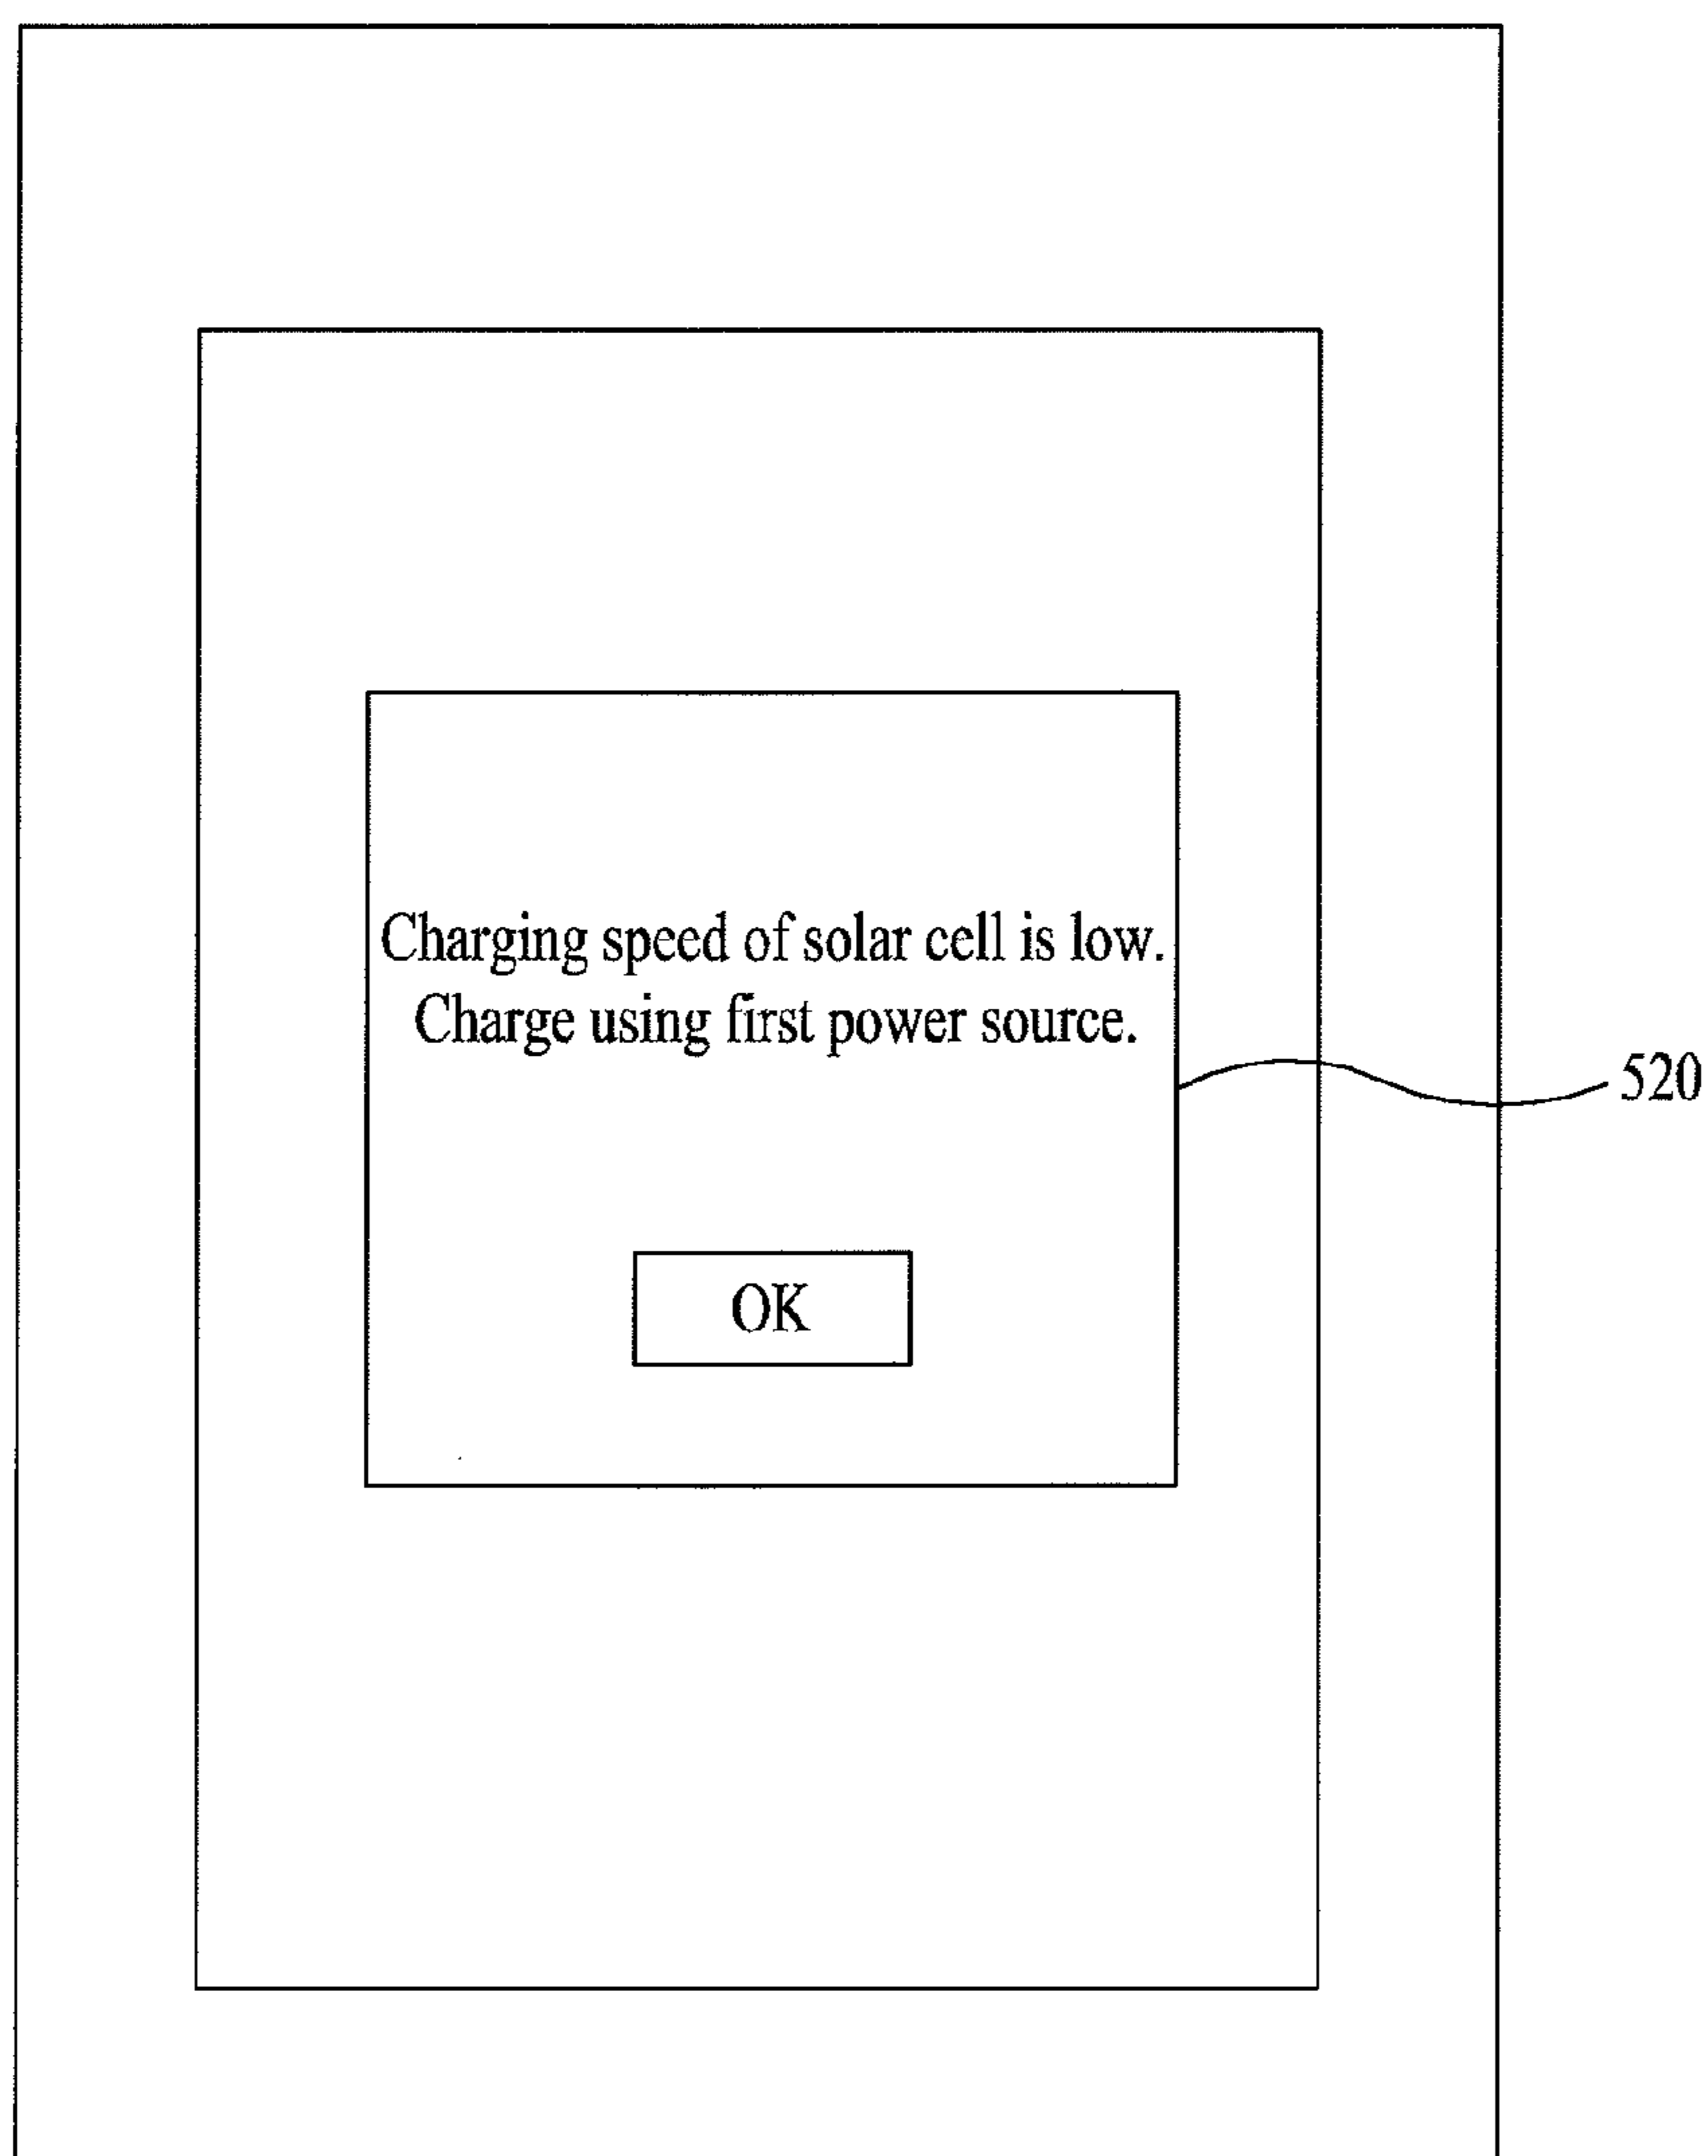 Charging speed of solar cell is low.
Charge using first power source.
520
OK